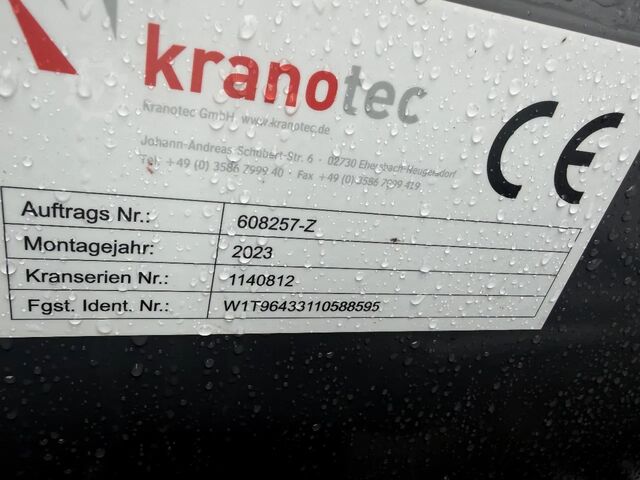 kranotec
Kranotec GmbH www.kranotec.de
Johann-Andreas Schubert-Str. 6 · 02730 Ebersbach-Neugersdorf
Tel. +49 (0) 3586 7999 40 · Fax +49 (0) 3586 7999 419
CE
Auftrags Nr.: 608257-Z
Montagejahr: 2023
Kranserien Nr.: 1140812
Fgst. Ident. Nr.: W1T96433110588595